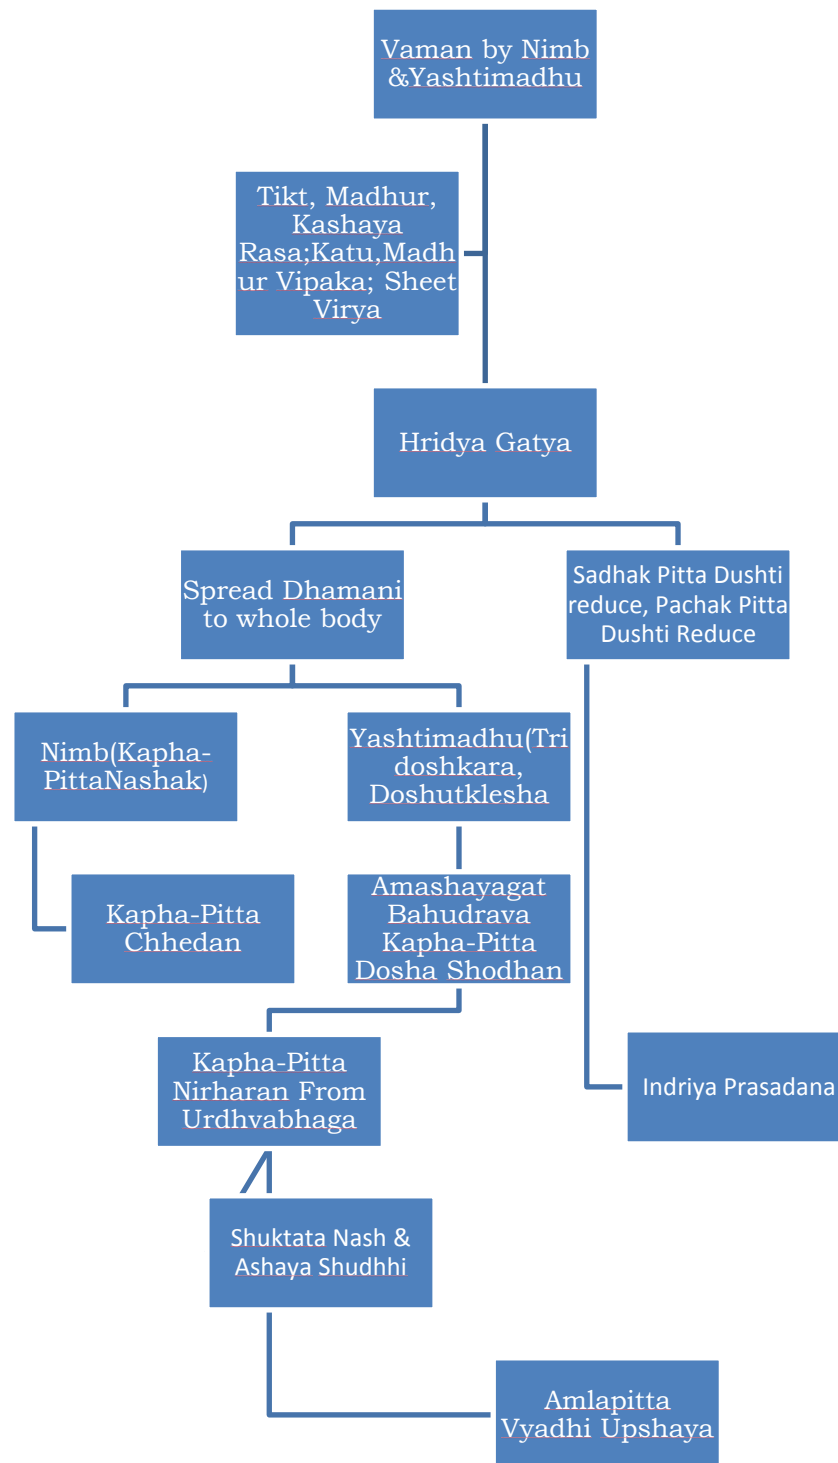 Vaman by Nimb
&Yashtimadhu
Tikt, Madhur,
Kashaya
Rasa;Katu,Madh
ur Vipaka; Sheet
Virya
Hridya Gatya
Spread Dhamani
to whole body
Sadhak Pitta Dushti
reduce, Pachak Pitta
Dushti Reduce
Nimb(Kapha-
PittaNashak)
Yashtimadhu(Tri
doshkara,
Doshutklesha
Kapha-Pitta
Chhedan
Amashayagat
Bahudrava
Kapha-Pitta
Dosha Shodhan
Kapha-Pitta
Nirharan From
Urdhvabhaga
Indriya Prasadana
Shuktata Nash &
Ashaya Shudhhi
Amlapitta
Vyadhi Upshaya